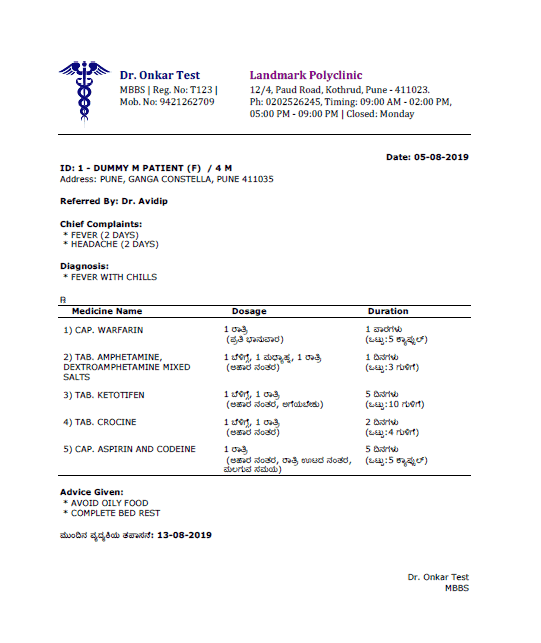 Dr. Onkar Test
MBBS | Reg. No: T123 |
Mob. No: 9421262709
Landmark Polyclinic
12/4, Paud Road, Kothrud, Pune - 411023.
Ph: 0202526245, Timing: 09:00 AM - 02:00 PM,
05:00 PM - 09:00 PM | Closed: Monday
Date: 05-08-2019
ID: 1 - DUMMY M PATIENT (F) / 4 M
Address: PUNE, GANGA CONSTELLA, PUNE 411035
Referred By: Dr. Avidip
Chief Complaints:
* FEVER (2 DAYS)
* HEADACHE (2 DAYS)
Diagnosis:
* FEVER WITH CHILLS
℞
Medicine Name Dosage Duration
1) CAP. WARFARIN 1 ರಾತ್ರಿ 1 ವಾರಗಳು
(ಪ್ರತಿ ಭಾನುವಾರ) (ಒಟ್ಟು:5 ಕ್ಯಾಪ್ಸುಲ್)
2) TAB. AMPHETAMINE, 1 ಬೆಳಿಗ್ಗೆ, 1 ಮಧ್ಯಾಹ್ನ, 1 ರಾತ್ರಿ 1 ದಿನಗಳು
DEXTROAMPHETAMINE MIXED (ಆಹಾರ ನಂತರ) (ಒಟ್ಟು:3 ಗುಳಿಗೆ)
SALTS
3) TAB. KETOTIFEN 1 ಬೆಳಿಗ್ಗೆ, 1 ರಾತ್ರಿ 5 ದಿನಗಳು
(ಆಹಾರ ನಂತರ, ಅಗೆಯಬೇಕು) (ಒಟ್ಟು:10 ಗುಳಿಗೆ)
4) TAB. CROCINE 1 ಬೆಳಿಗ್ಗೆ, 1 ರಾತ್ರಿ 2 ದಿನಗಳು
(ಆಹಾರ ನಂತರ) (ಒಟ್ಟು:4 ಗುಳಿಗೆ)
5) CAP. ASPIRIN AND CODEINE 1 ರಾತ್ರಿ 5 ದಿನಗಳು
(ಆಹಾರ ನಂತರ, ರಾತ್ರಿ ಊಟದ ನಂತರ, (ಒಟ್ಟು:5 ಕ್ಯಾಪ್ಸುಲ್)
ಮಲಗುವ ಸಮಯ)
Advice Given:
* AVOID OILY FOOD
* COMPLETE BED REST
ಮುಂದಿನ ವೈದ್ಯಕೀಯ ತಪಾಸಣೆ: 13-08-2019
Dr. Onkar Test
MBBS